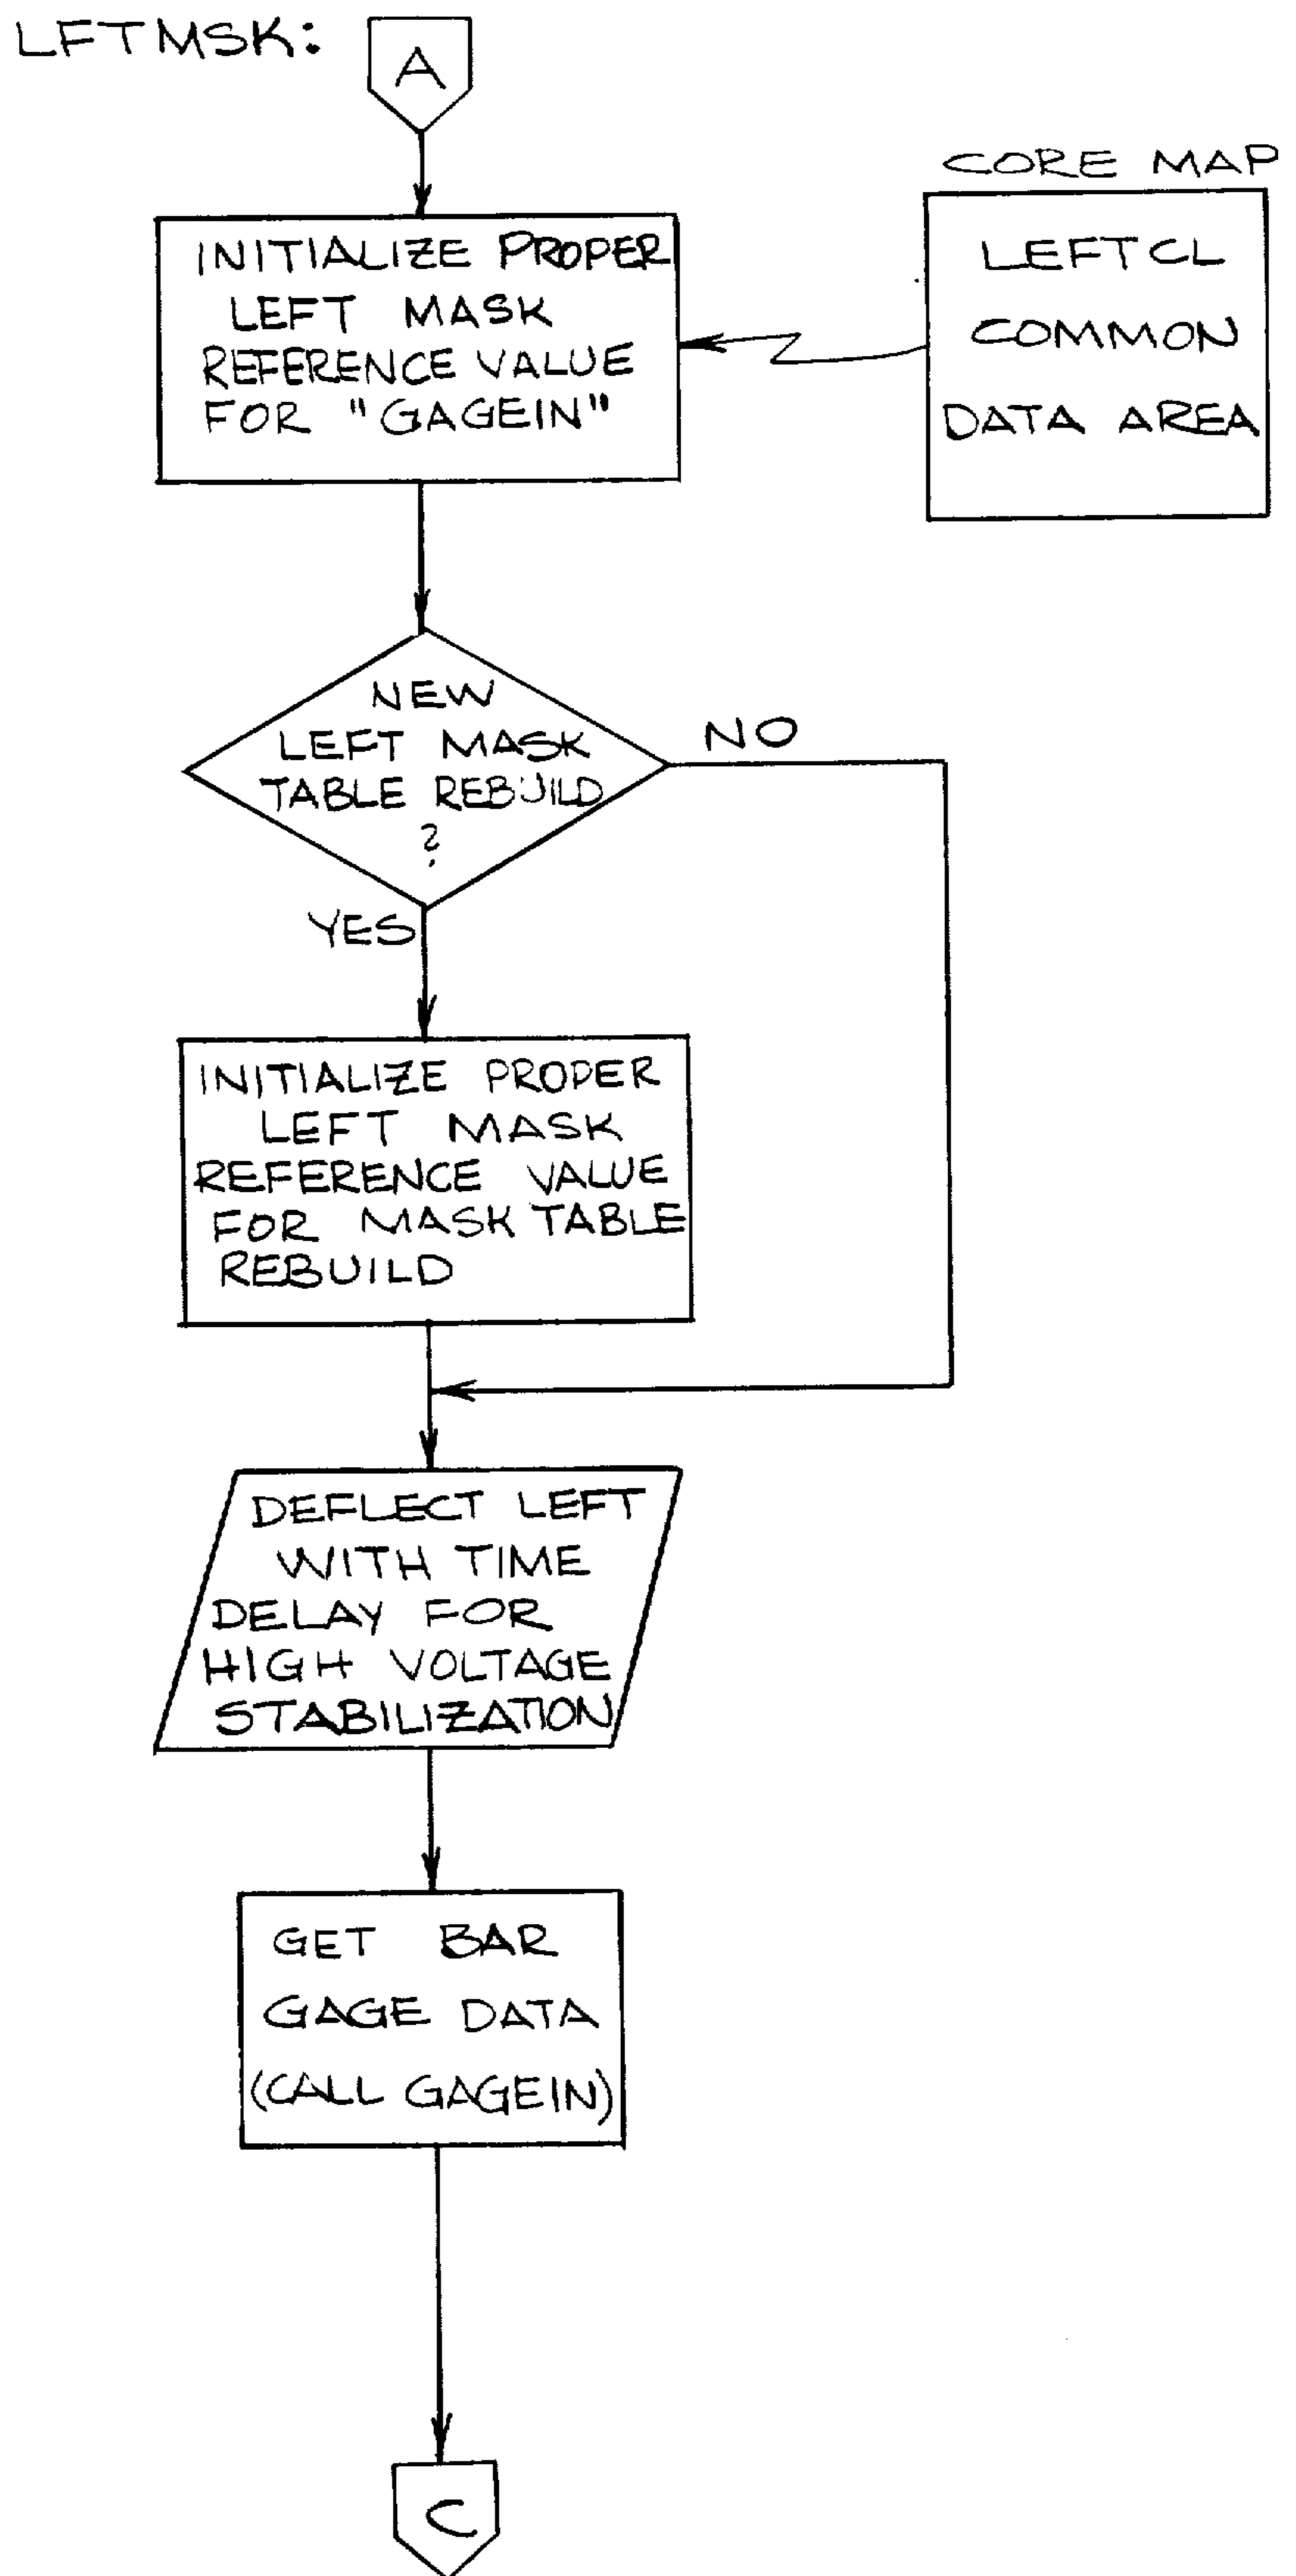 LFTMSK:
A
CORE MAP
INITIALIZE PROPER
LEFT MASK
REFERENCE VALUE
FOR "GAGEIN"
LEFTCL
COMMON
DATA AREA
NEW
LEFT MASK
TABLE REBUILD
?
NO
YES
INITIALIZE PROPER
LEFT MASK
REFERENCE VALUE
FOR MASK TABLE
REBUILD
DEFLECT LEFT
WITH TIME
DELAY FOR
HIGH VOLTAGE
STABILIZATION
GET BAR
GAGE DATA
(CALL GAGEIN)
C